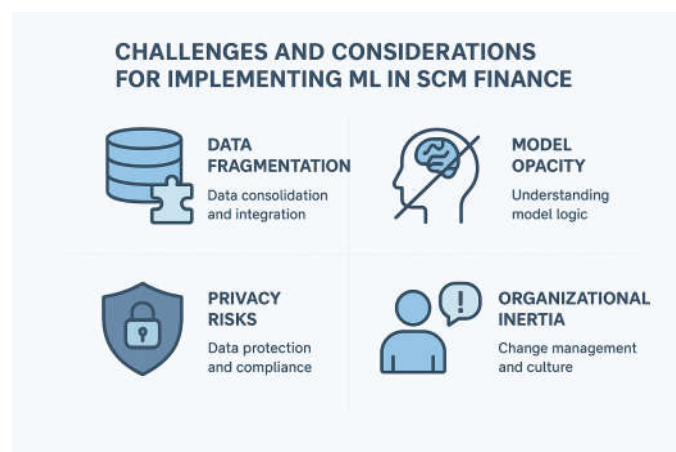 CHALLENGES AND CONSIDERATIONS
FOR IMPLEMENTING ML IN SCM FINANCE
DATA
FRAGMENTATION
Data consolidation
and integration
MODEL
OPACITY
Understanding
model logic
PRIVACY
RISKS
Data protection
and compliance
!
ORGANIZATIONAL
INERTIA
Change management
and culture